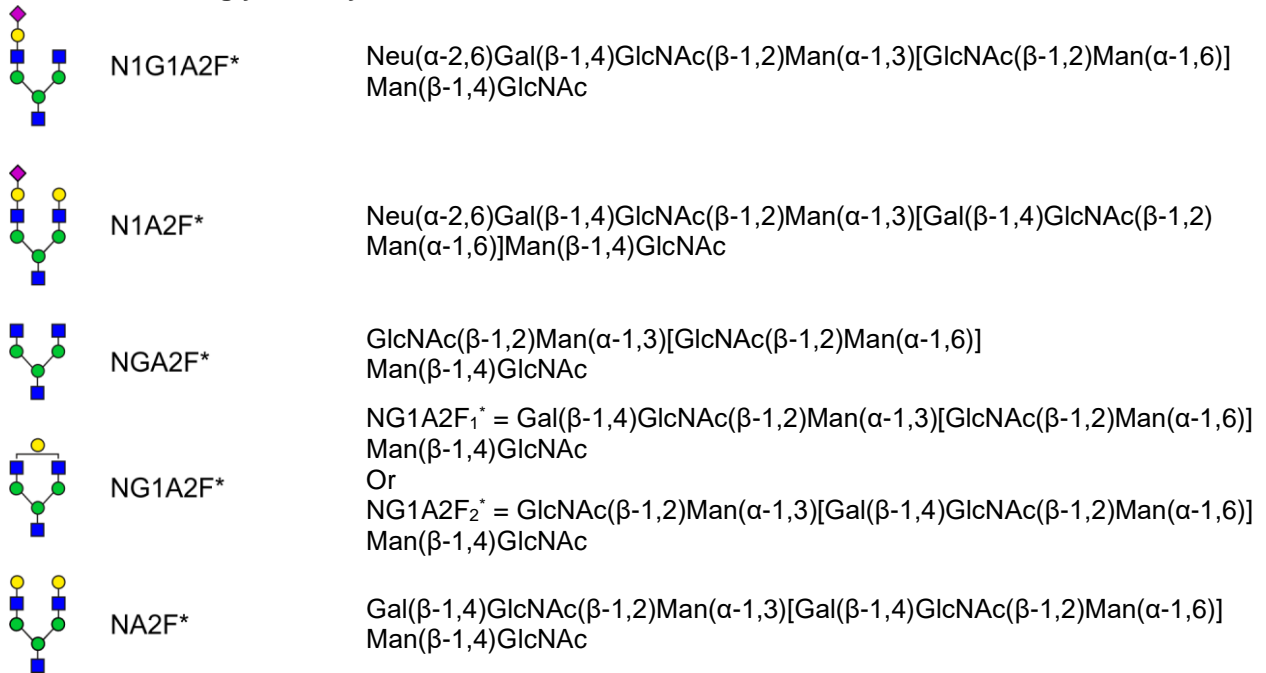 N1G1A2F*
Neu(α-2,6)Gal(β-1,4)GlcNAc(β-1,2)Man(α-1,3)[GlcNAc(β-1,2)Man(α-1,6)]
Man(β-1,4)GlcNAc
N1A2F*
Neu(α-2,6)Gal(β-1,4)GlcNAc(β-1,2)Man(α-1,3)[Gal(β-1,4)GlcNAc(β-1,2)
Man(α-1,6)]Man(β-1,4)GlcNAc
NGA2F*
GlcNAc(β-1,2)Man(α-1,3)[GlcNAc(β-1,2)Man(α-1,6)]
Man(β-1,4)GlcNAc
NG1A2F*
NG1A2F₁* = Gal(β-1,4)GlcNAc(β-1,2)Man(α-1,3)[GlcNAc(β-1,2)Man(α-1,6)]
Man(β-1,4)GlcNAc
Or
NG1A2F₂* = GlcNAc(β-1,2)Man(α-1,3)[Gal(β-1,4)GlcNAc(β-1,2)Man(α-1,6)]
Man(β-1,4)GlcNAc
NA2F*
Gal(β-1,4)GlcNAc(β-1,2)Man(α-1,3)[Gal(β-1,4)GlcNAc(β-1,2)Man(α-1,6)]
Man(β-1,4)GlcNAc